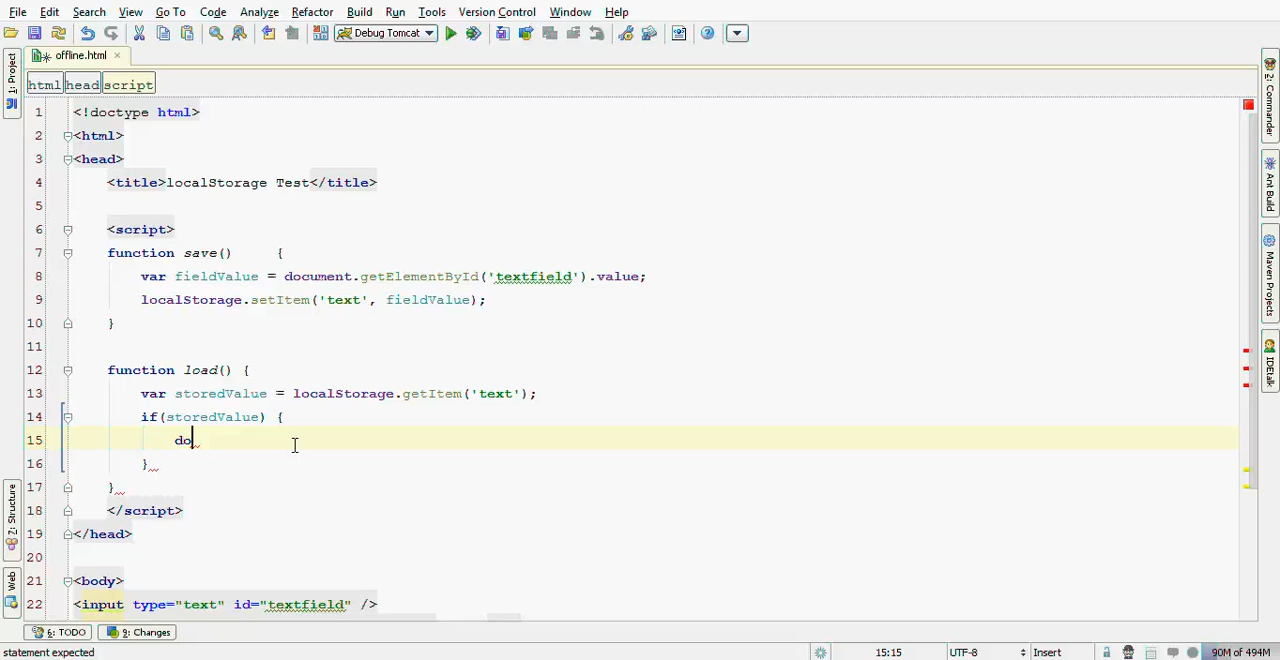 File Edit Search View Go To Code Analyze Refactor Build Run Tools Version Control Window Help
Debug Tomcat
offline.html
html head script
1 <!doctype html>
2 <html>
3 <head>
4 <title>localStorage Test</title>
5
6 <script>
7 function save() {
8 var fieldValue = document.getElementById('textfield').value;
9 localStorage.setItem('text', fieldValue);
10 }
11
12 function load() {
13 var storedValue = localStorage.getItem('text');
14 if(storedValue) {
15 do
16 }
17 }
18 </script>
19 </head>
20
21 <body>
22 <input type="text" id="textfield" />
1: Project
7: Structure
Web
2: Commander
Ant Build
Maven Projects
IDEtalk
6: TODO 9: Changes
statement expected 15:15 UTF-8 Insert 90M of 494M